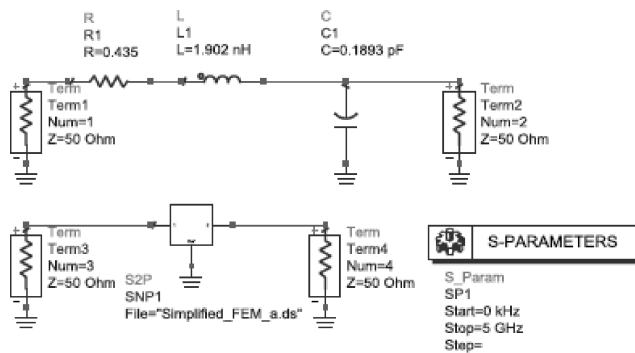 R
R1
R=0.435
L
L1
L=1.902 nH
C
C1
C=0.1893 pF
Term
Term1
Num=1
Z=50 Ohm
Term
Term2
Num=2
Z=50 Ohm
Term
Term3
Num=3
Z=50 Ohm
S2P
SNP1
File="Simplified_FEM_a.ds"
Term
Term4
Num=4
Z=50 Ohm
S-PARAMETERS
S_Param
SP1
Start=0 kHz
Stop=5 GHz
Step=